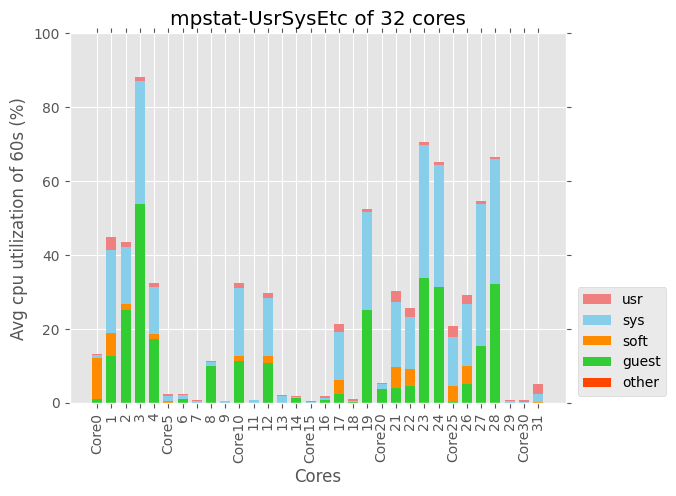 mpstat-UsrSysEtc of 32 cores
Avg cpu utilization of 60s (%)
100
80
60
40
20
0
usr
sys
soft
guest
other
Core0
1
2
3
4
Core5
6
7
8
9
Core10
11
12
13
14
Core15
16
17
18
19
Core20
21
22
23
24
Core25
26
27
28
29
Core30
31
Cores